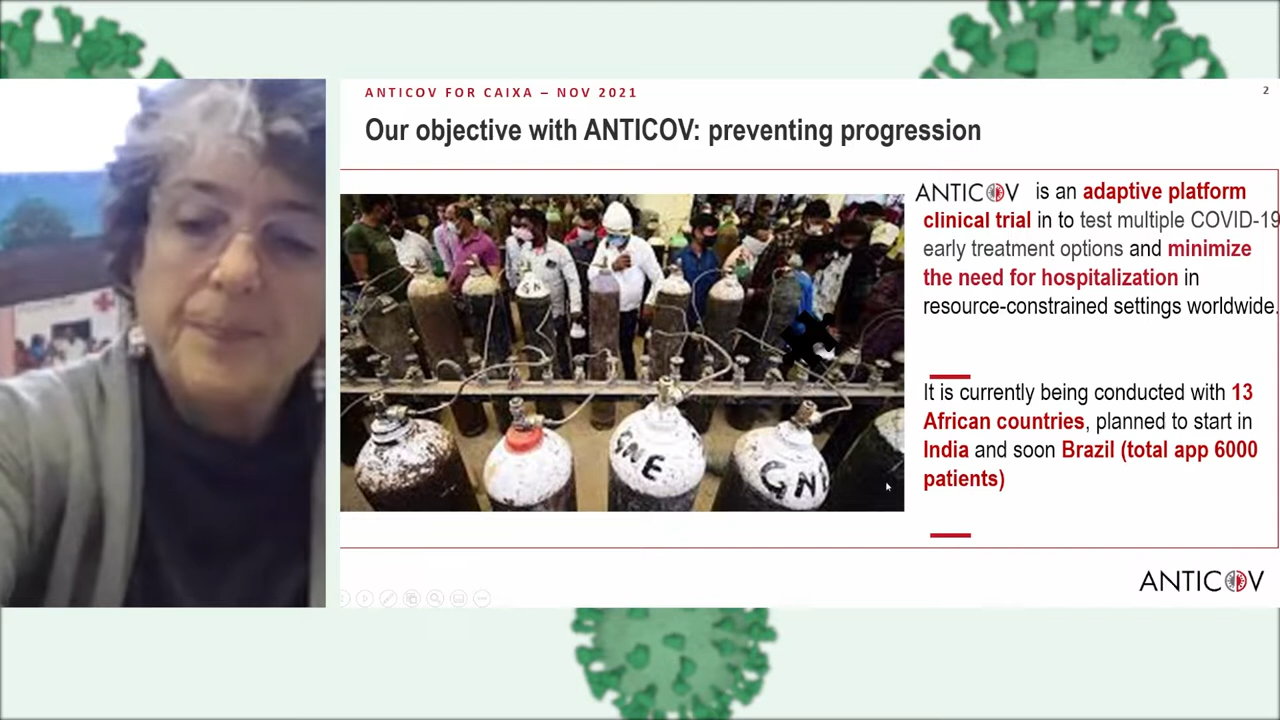 ANTICOV FOR CAIXA – NOV 2021
2
Our objective with ANTICOV: preventing progression
ANTICOV is an adaptive platform
clinical trial in to test multiple COVID-19
early treatment options and minimize
the need for hospitalization in
resource-constrained settings worldwide.
It is currently being conducted with 13
African countries, planned to start in
India and soon Brazil (total app 6000
patients)
GN
GNE
GNE
ANTICOV